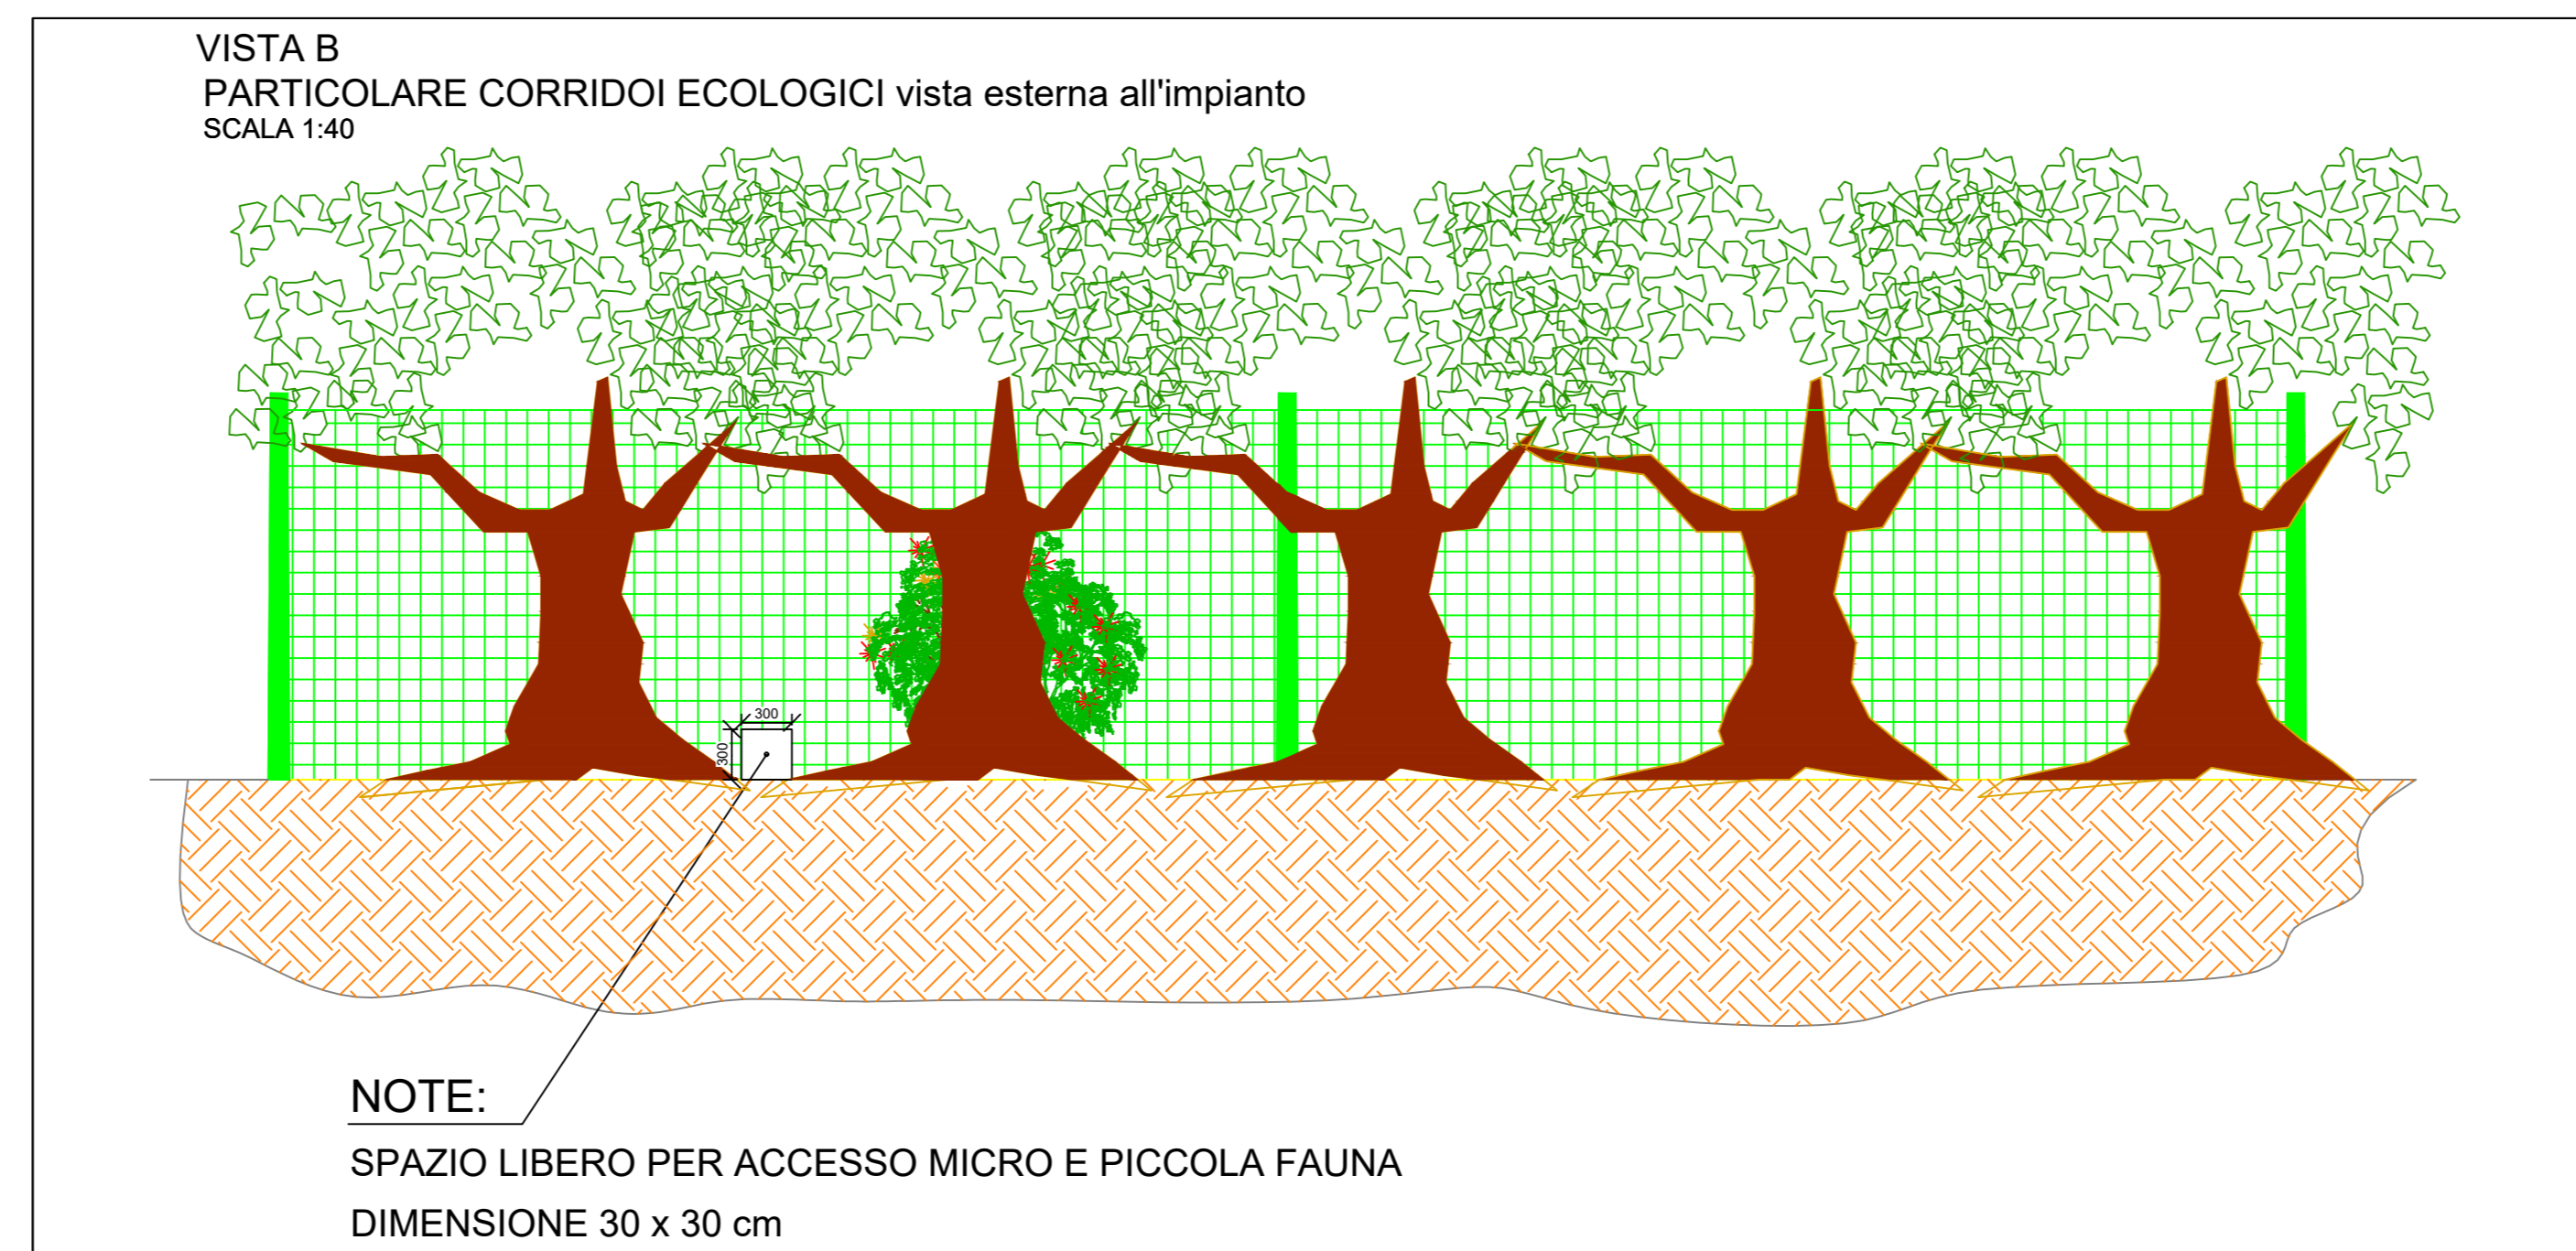 VISTA B
PARTICOLARE CORRIDOI ECOLOGICI vista esterna all'impianto
SCALA 1:40
300
300
NOTE:
SPAZIO LIBERO PER ACCESSO MICRO E PICCOLA FAUNA
DIMENSIONE 30 x 30 cm